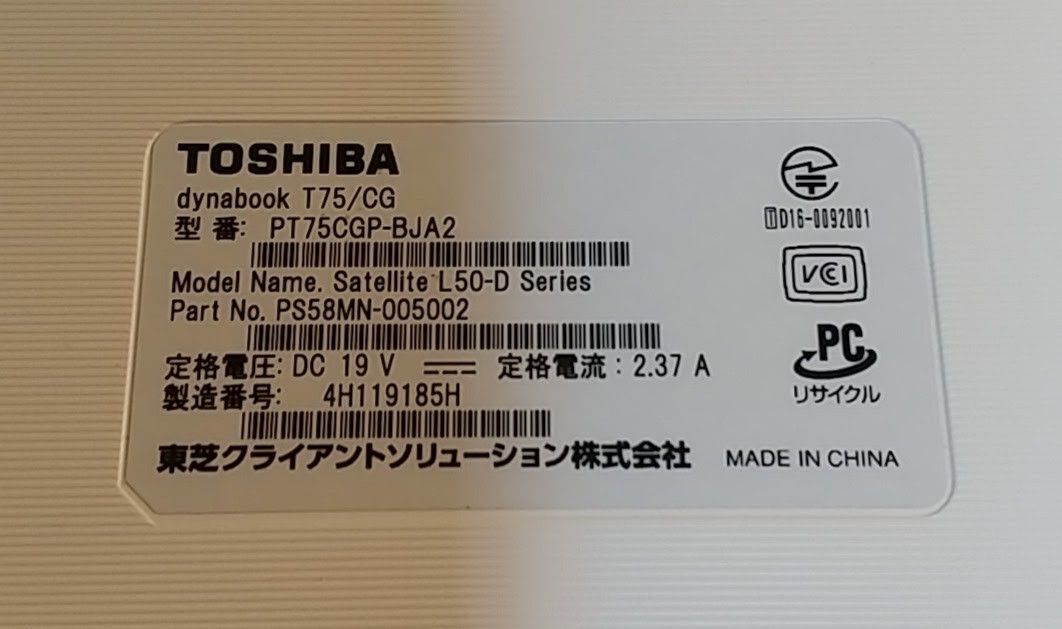 TOSHIBA
dynabook T75/CG
型 番: PT75CGP-BJA2
Model Name. Satellite L50-D Series
Part No. PS58MN-005002
定格電圧: DC 19 V 定格電流 : 2.37 A
製造番号: 4H119185H
東芝クライアントソリューション株式会社 MADE IN CHINA
T D16-0092001
VCCI
PC
リサイクル